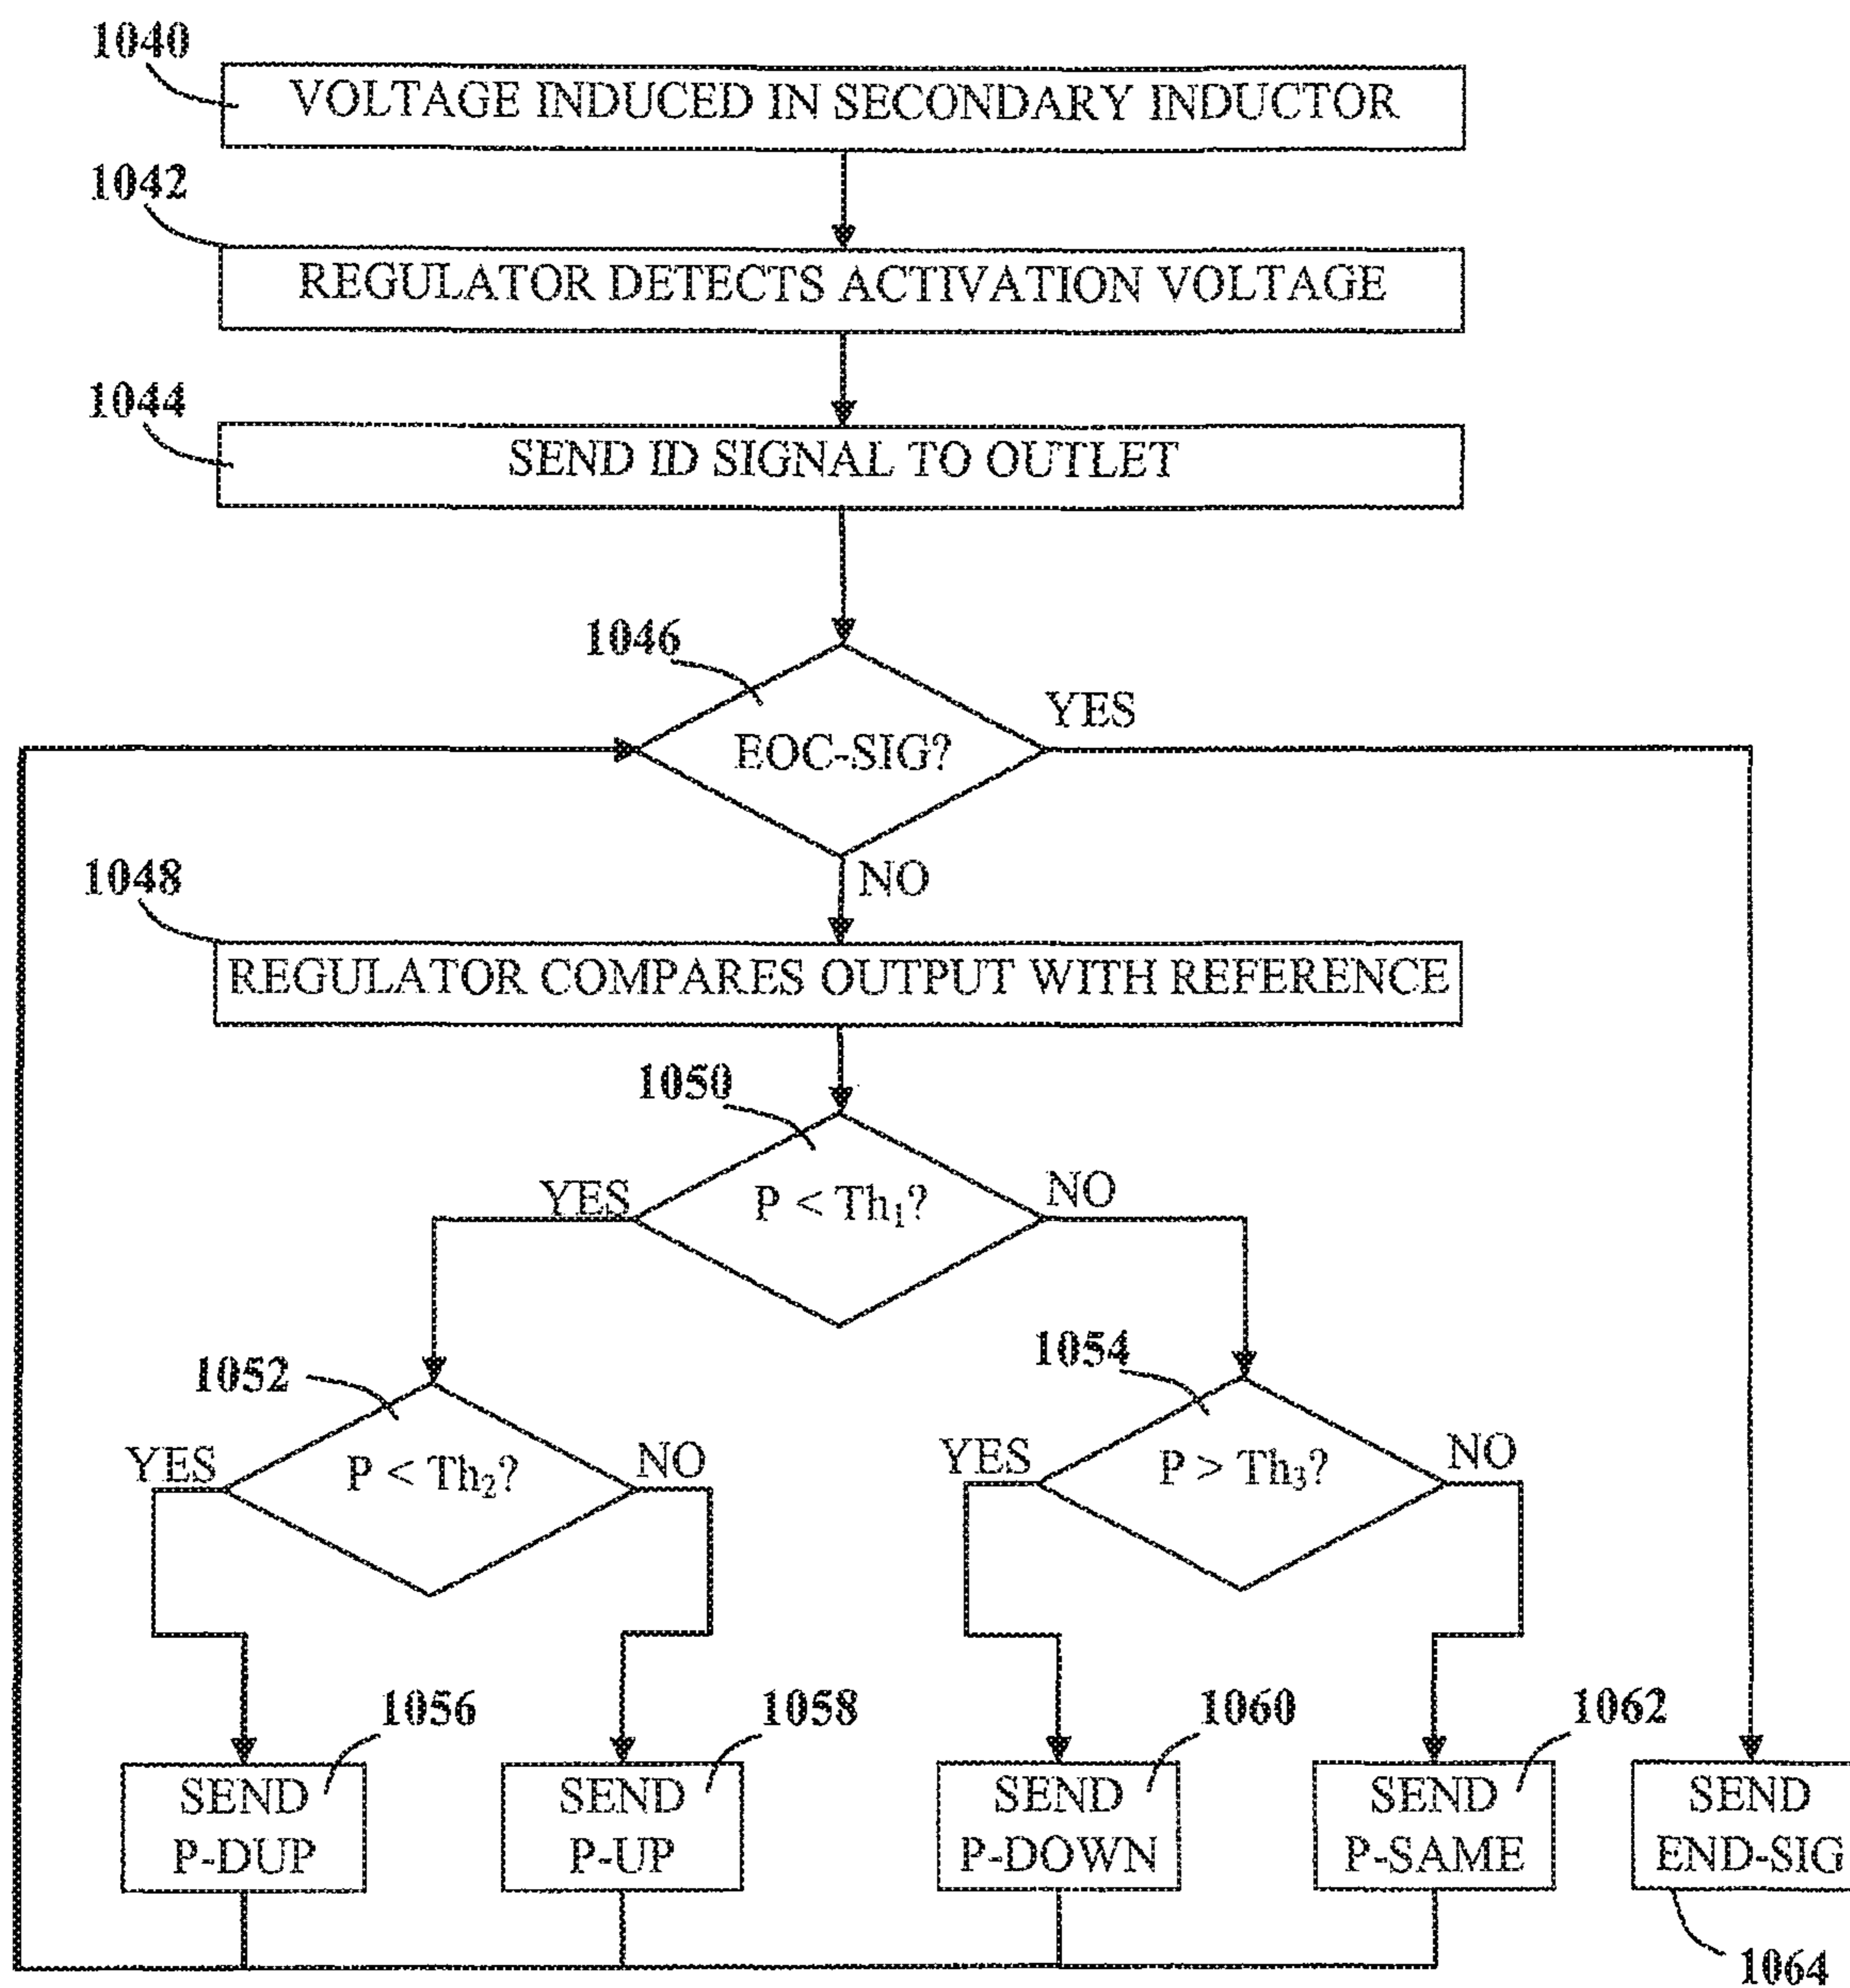 1040
VOLTAGE INDUCED IN SECONDARY INDUCTOR
1042
REGULATOR DETECTS ACTIVATION VOLTAGE
1044
SEND ID SIGNAL TO OUTLET
1046
YES
EOC-SIG?
NO
1048
REGULATOR COMPARES OUTPUT WITH REFERENCE
1050
YES
P < Th₁?
NO
1052
1054
YES
P < Th₂?
NO
YES
P > Th₃?
NO
1056
1058
1060
1062
SEND
P-DUP
SEND
P-UP
SEND
P-DOWN
SEND
P-SAME
SEND
END-SIG
1064